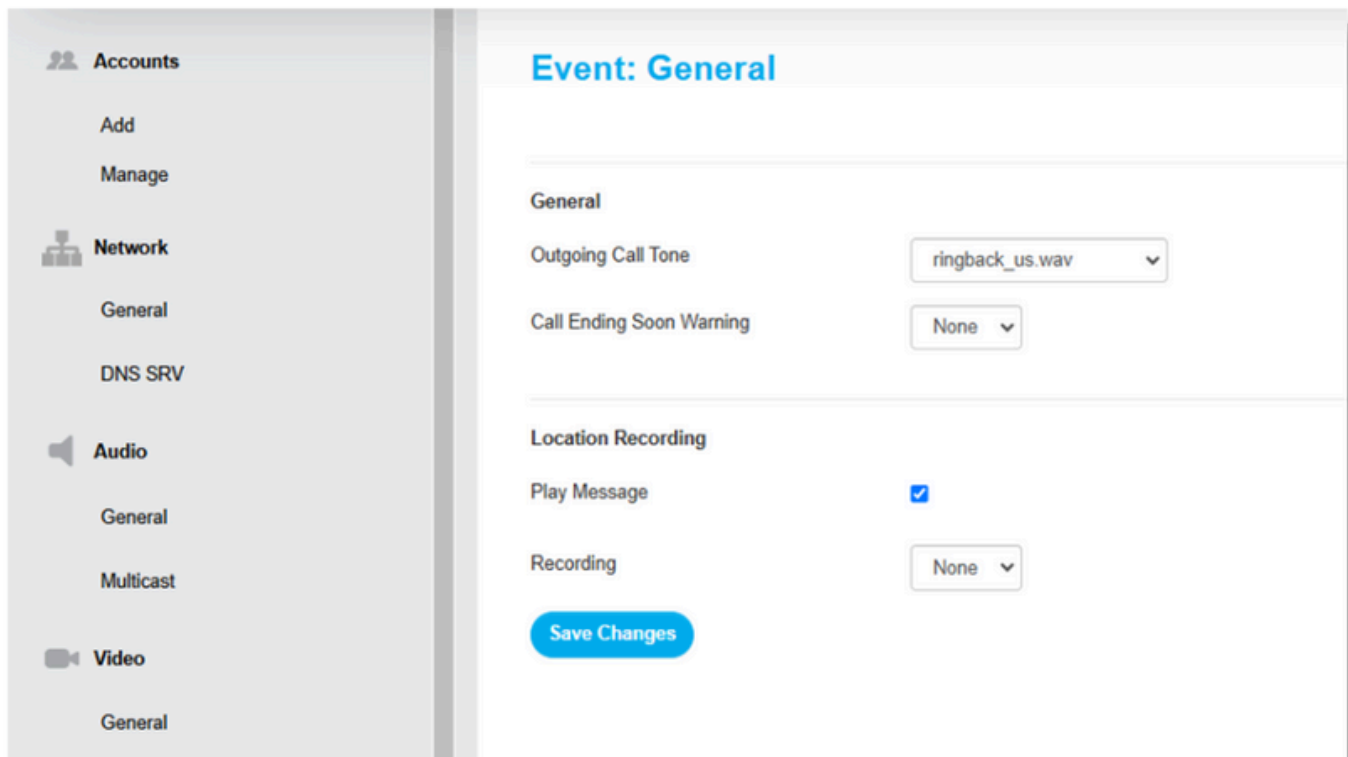 Accounts
Add
Manage
Network
General
DNS SRV
Audio
General
Multicast
Video
General
Event: General
General
Outgoing Call Tone
ringback_us.wav
Call Ending Soon Warning
None
Location Recording
Play Message
Recording
None
Save Changes